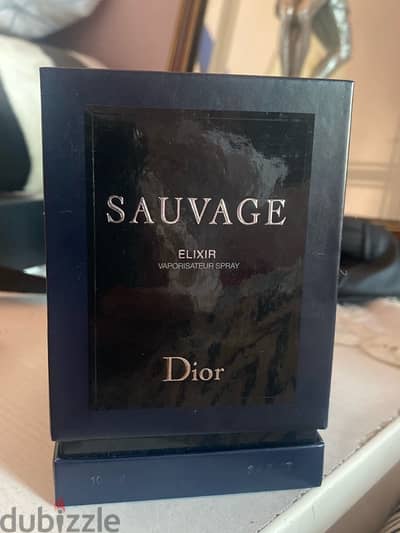 SAUVAGE
ELIXIR
VAPORISATEUR SPRAY
Dior
dubizzle